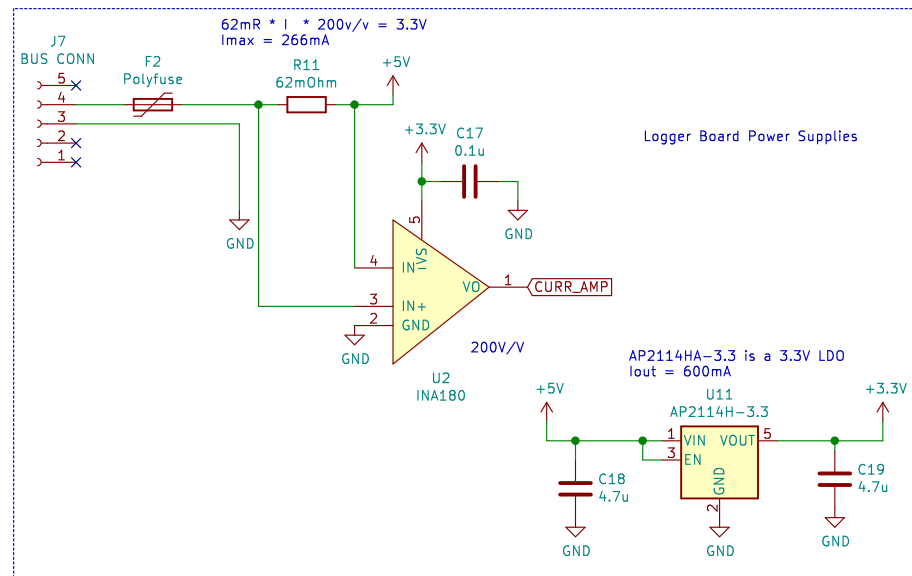 62mR * I  * 200v/v = 3.3V
Imax = 266mA
J7
BUS CONN
5
4
3
2
1
F2
Polyfuse
R11
62mOhm
+5V
+3.3V
C17
0.1u
Logger Board Power Supplies
GND
GND
5
VS
4
IN-
3
IN+
2
GND
VO
1
CURR_AMP
GND
200V/V
U2
INA180
AP2114HA-3.3 is a 3.3V LDO
Iout = 600mA
U11
AP2114H-3.3
+5V
+3.3V
1
VIN
VOUT
5
3
EN
GND
2
C18
4.7u
C19
4.7u
GND
GND
GND